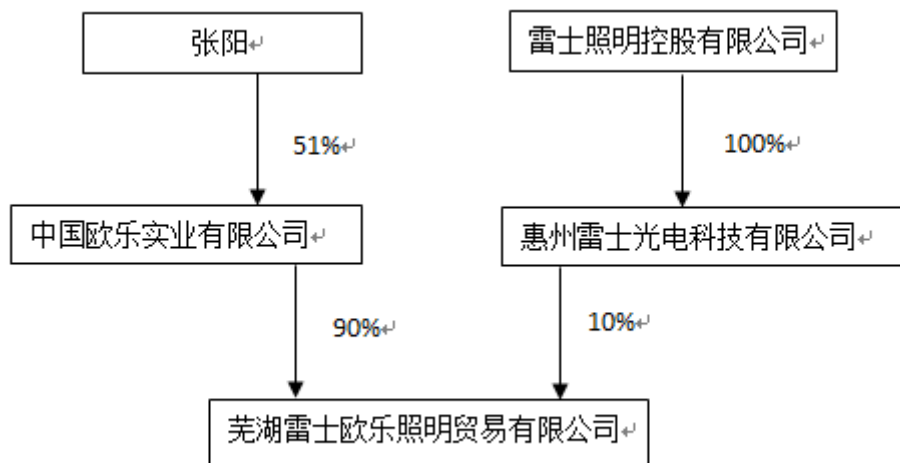 张阳
雷士照明控股有限公司
51%
100%
中国欧乐实业有限公司
惠州雷士光电科技有限公司
90%
10%
芜湖雷士欧乐照明贸易有限公司